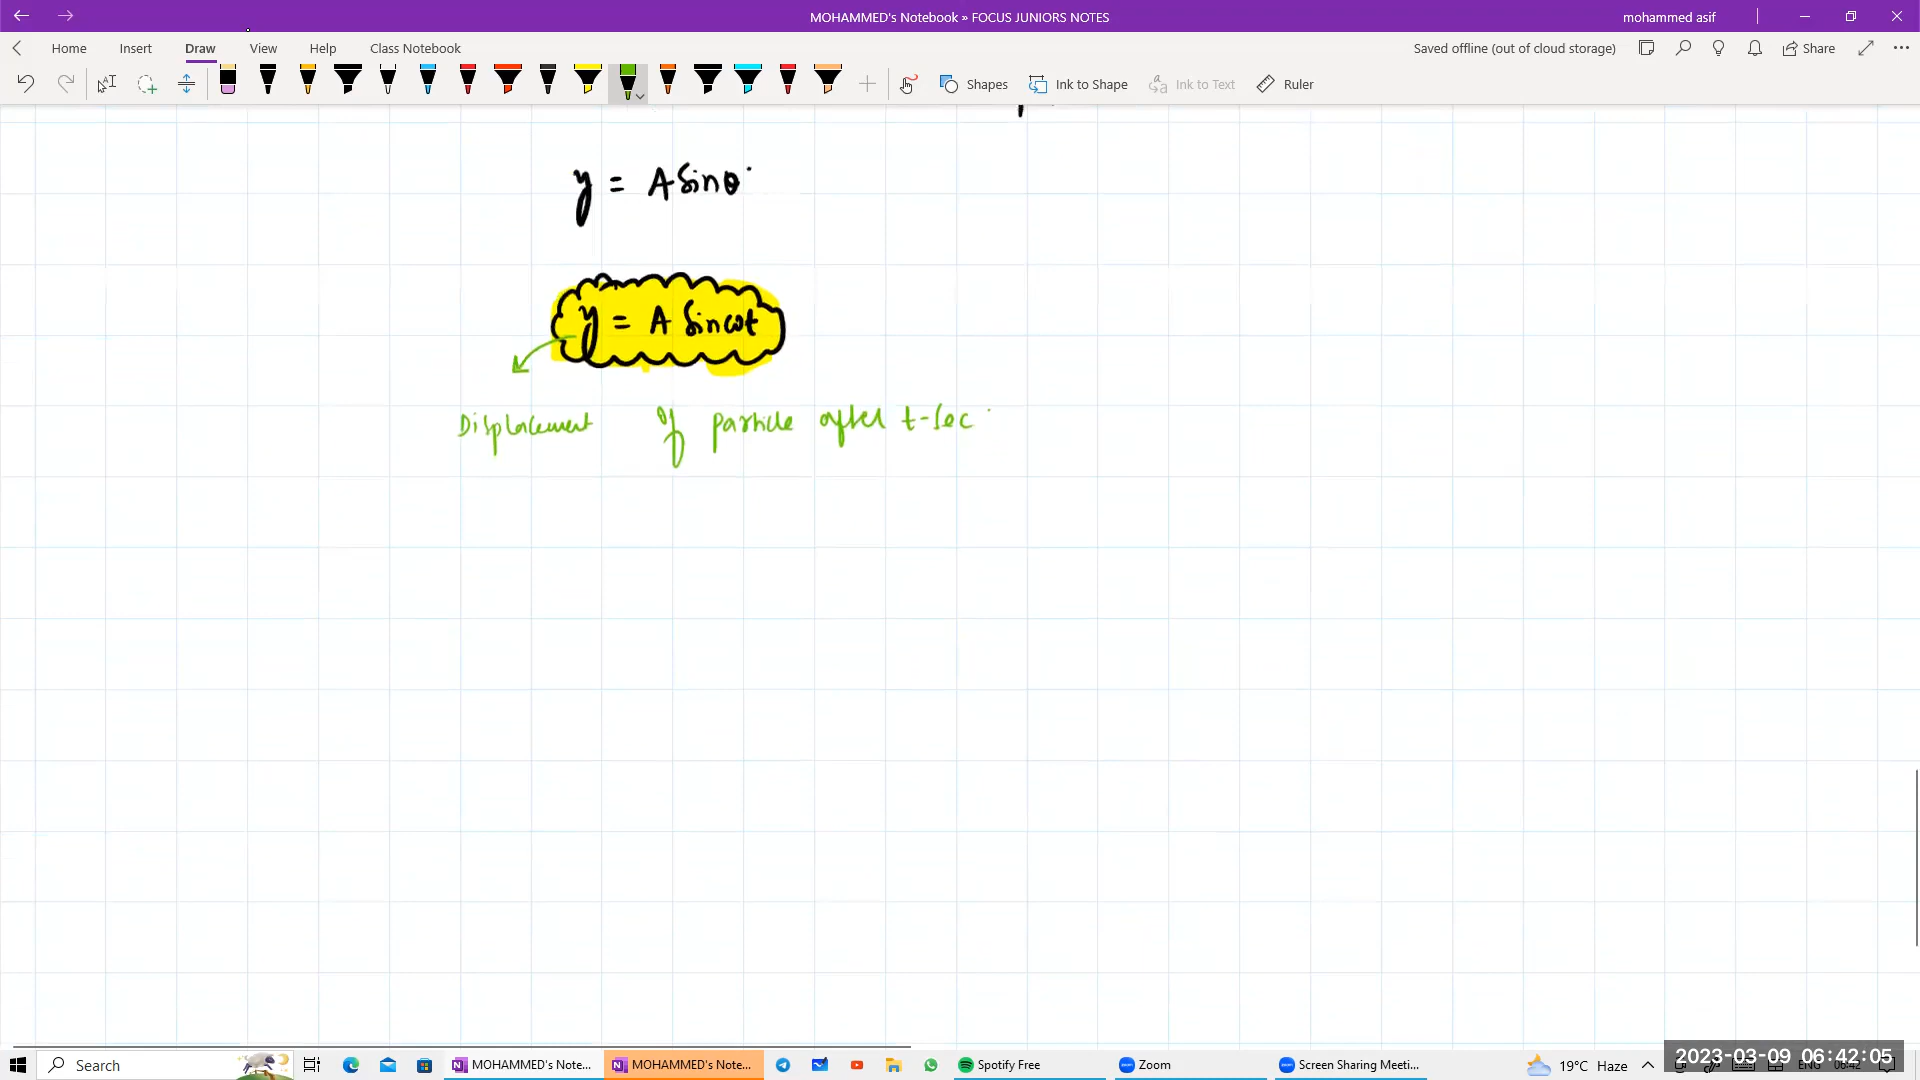 MOHAMMED's Notebook » FOCUS JUNIORS NOTES
mohammed asif
Home Insert Draw View Help Class Notebook
Saved offline (out of cloud storage)
Share
Shapes
Ink to Shape
Ink to Text
Ruler
y = A Sinθ
y = A Sinωt
Displacement of particle after t-sec
Search
MOHAMMED's Note...
MOHAMMED's Note...
Spotify Free
Zoom
Screen Sharing Meeti...
19°C Haze
2023-03-09 06:42:05